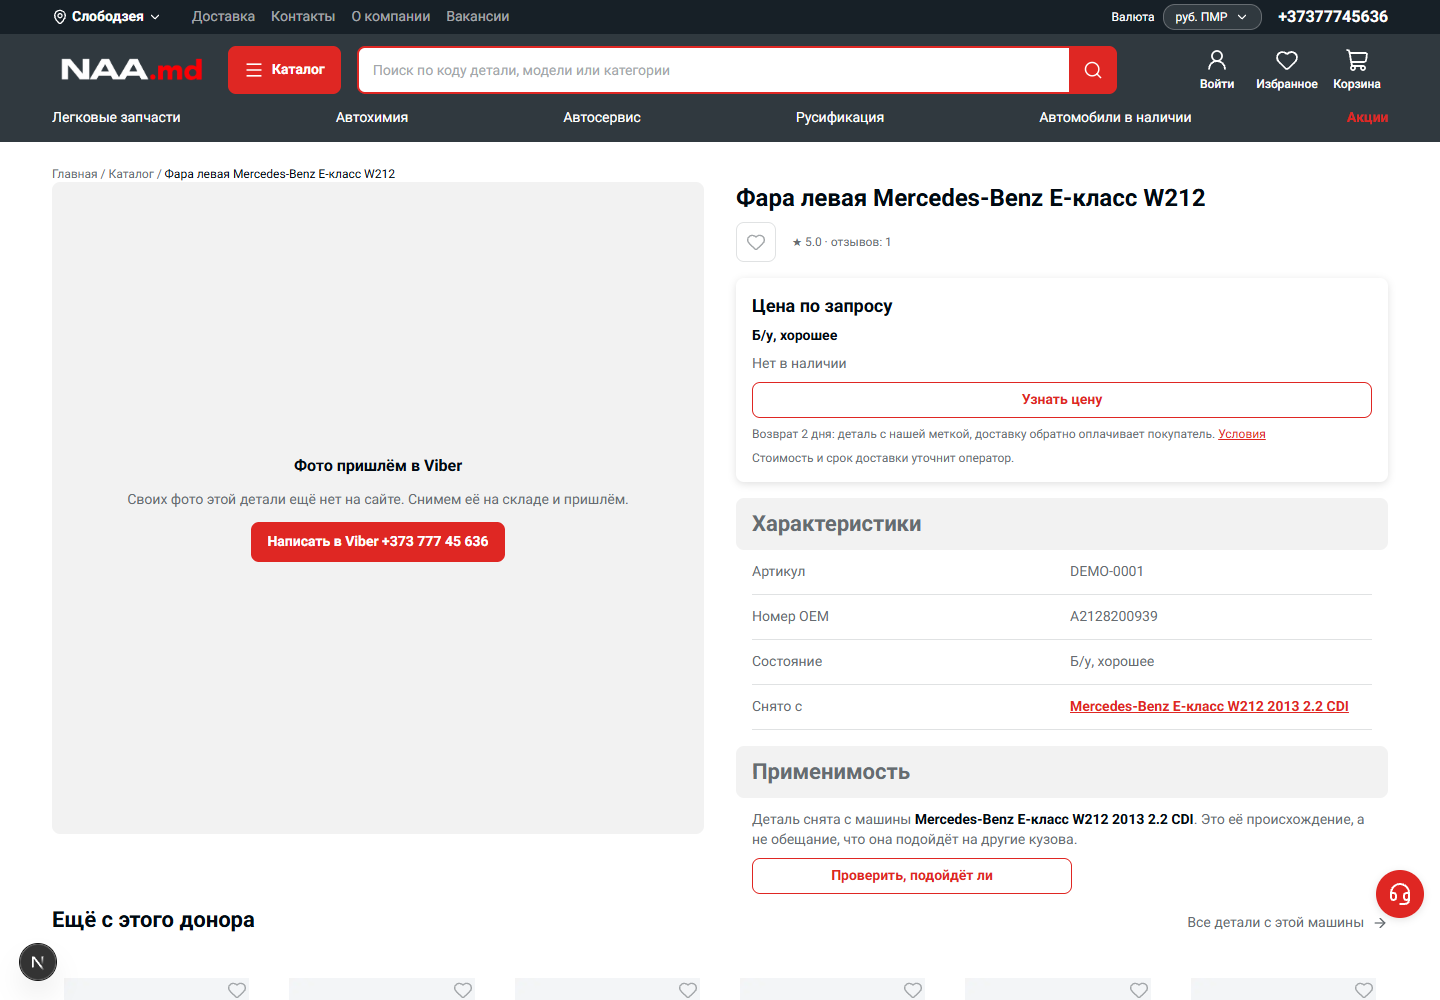 Слободзея
Доставка
Контакты
О компании
Вакансии
Валюта
руб. ПМР
+37377745636
NAA.md
Каталог
Поиск по коду детали, модели или категории
Войти
Избранное
Корзина
Легковые запчасти
Автохимия
Автосервис
Русификация
Автомобили в наличии
Акции
Главная / Каталог / Фара левая Mercedes-Benz E-класс W212
Фото пришлём в Viber
Своих фото этой детали ещё нет на сайте. Снимем её на складе и пришлём.
Написать в Viber +373 777 45 636
Фара левая Mercedes-Benz E-класс W212
★ 5.0 · отзывов: 1
Цена по запросу
Б/у, хорошее
Нет в наличии
Узнать цену
Возврат 2 дня: деталь с нашей меткой, доставку обратно оплачивает покупатель. Условия
Стоимость и срок доставки уточнит оператор.
Характеристики
Артикул DEMO-0001
Номер OEM A2128200939
Состояние Б/у, хорошее
Снято с Mercedes-Benz E-класс W212 2013 2.2 CDI
Применимость
Деталь снята с машины Mercedes-Benz E-класс W212 2013 2.2 CDI. Это её происхождение, а
не обещание, что она подойдёт на другие кузова.
Проверить, подойдёт ли
Ещё с этого донора
Все детали с этой машины →
N